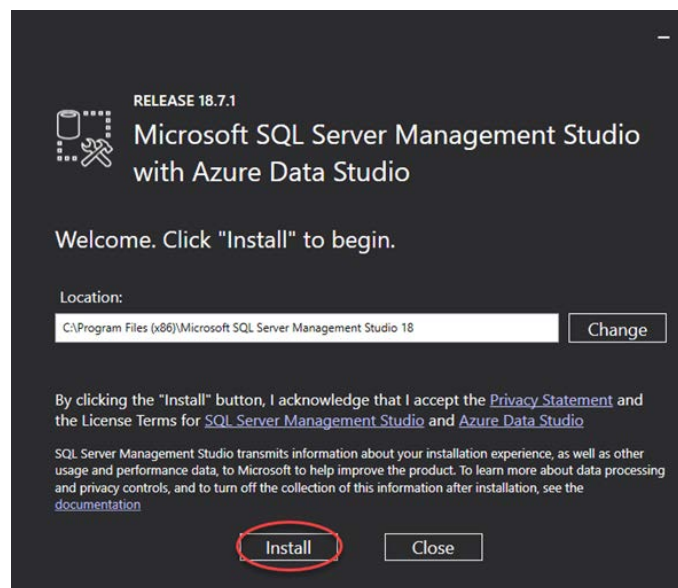 RELEASE 18.7.1
Microsoft SQL Server Management Studio
with Azure Data Studio
Welcome. Click "Install" to begin.
Location:
C:\Program Files (x86)\Microsoft SQL Server Management Studio 18
Change
By clicking the "Install" button, I acknowledge that I accept the Privacy Statement and
the License Terms for SQL Server Management Studio and Azure Data Studio
SQL Server Management Studio transmits information about your installation experience, as well as other
usage and performance data, to Microsoft to help improve the product. To learn more about data processing
and privacy controls, and to turn off the collection of this information after installation, see the
documentation
Install Close